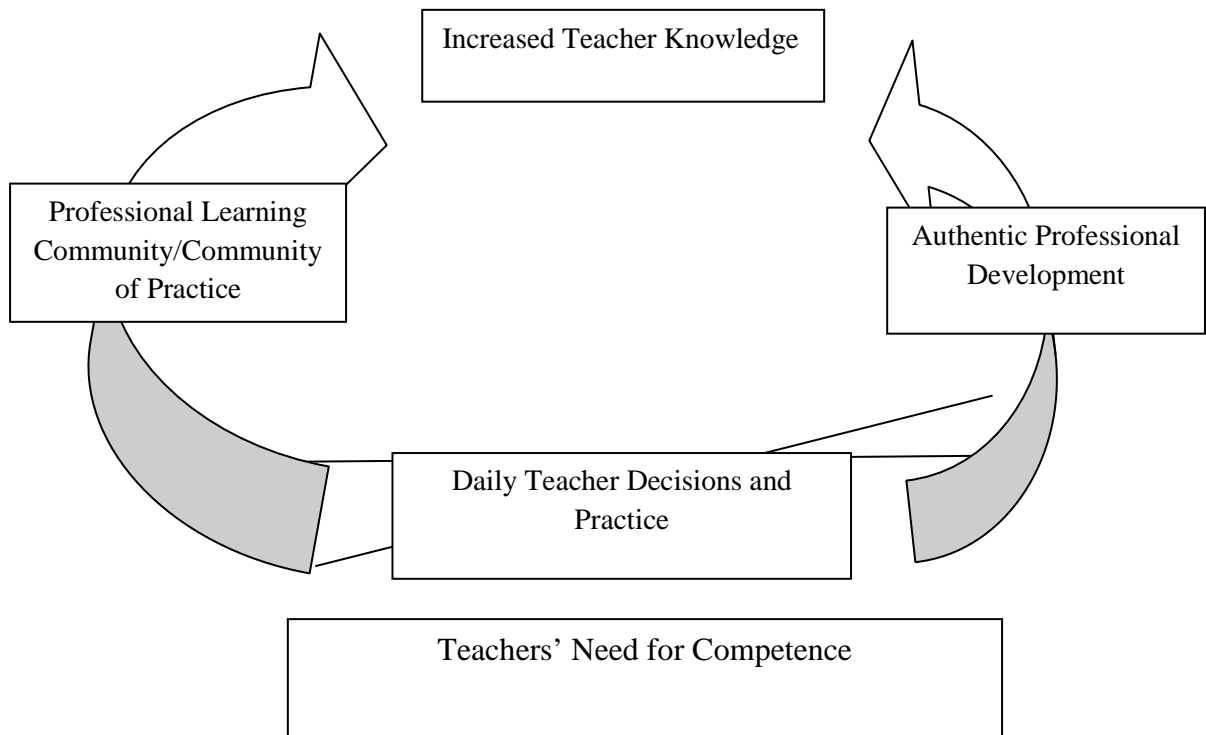 Increased Teacher Knowledge
Professional Learning
Community/Community
of Practice
Authentic Professional
Development
Daily Teacher Decisions and
Practice
Teachers’ Need for Competence